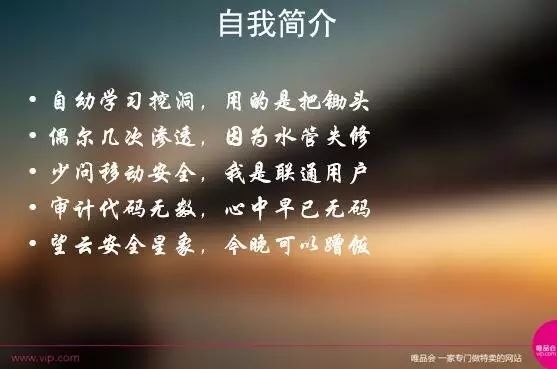 自我简介
• 自幼学习挖洞，用的是把锄头
• 偶尔几次渗透，因为水管失修
• 少问移动安全，我是联通用户
• 审计代码无数，心中早已无码
• 望云安全星象，今晚可以蹭饭
www.vip.com
唯品会 一家专门做特卖的网站
唯品会
vip.com